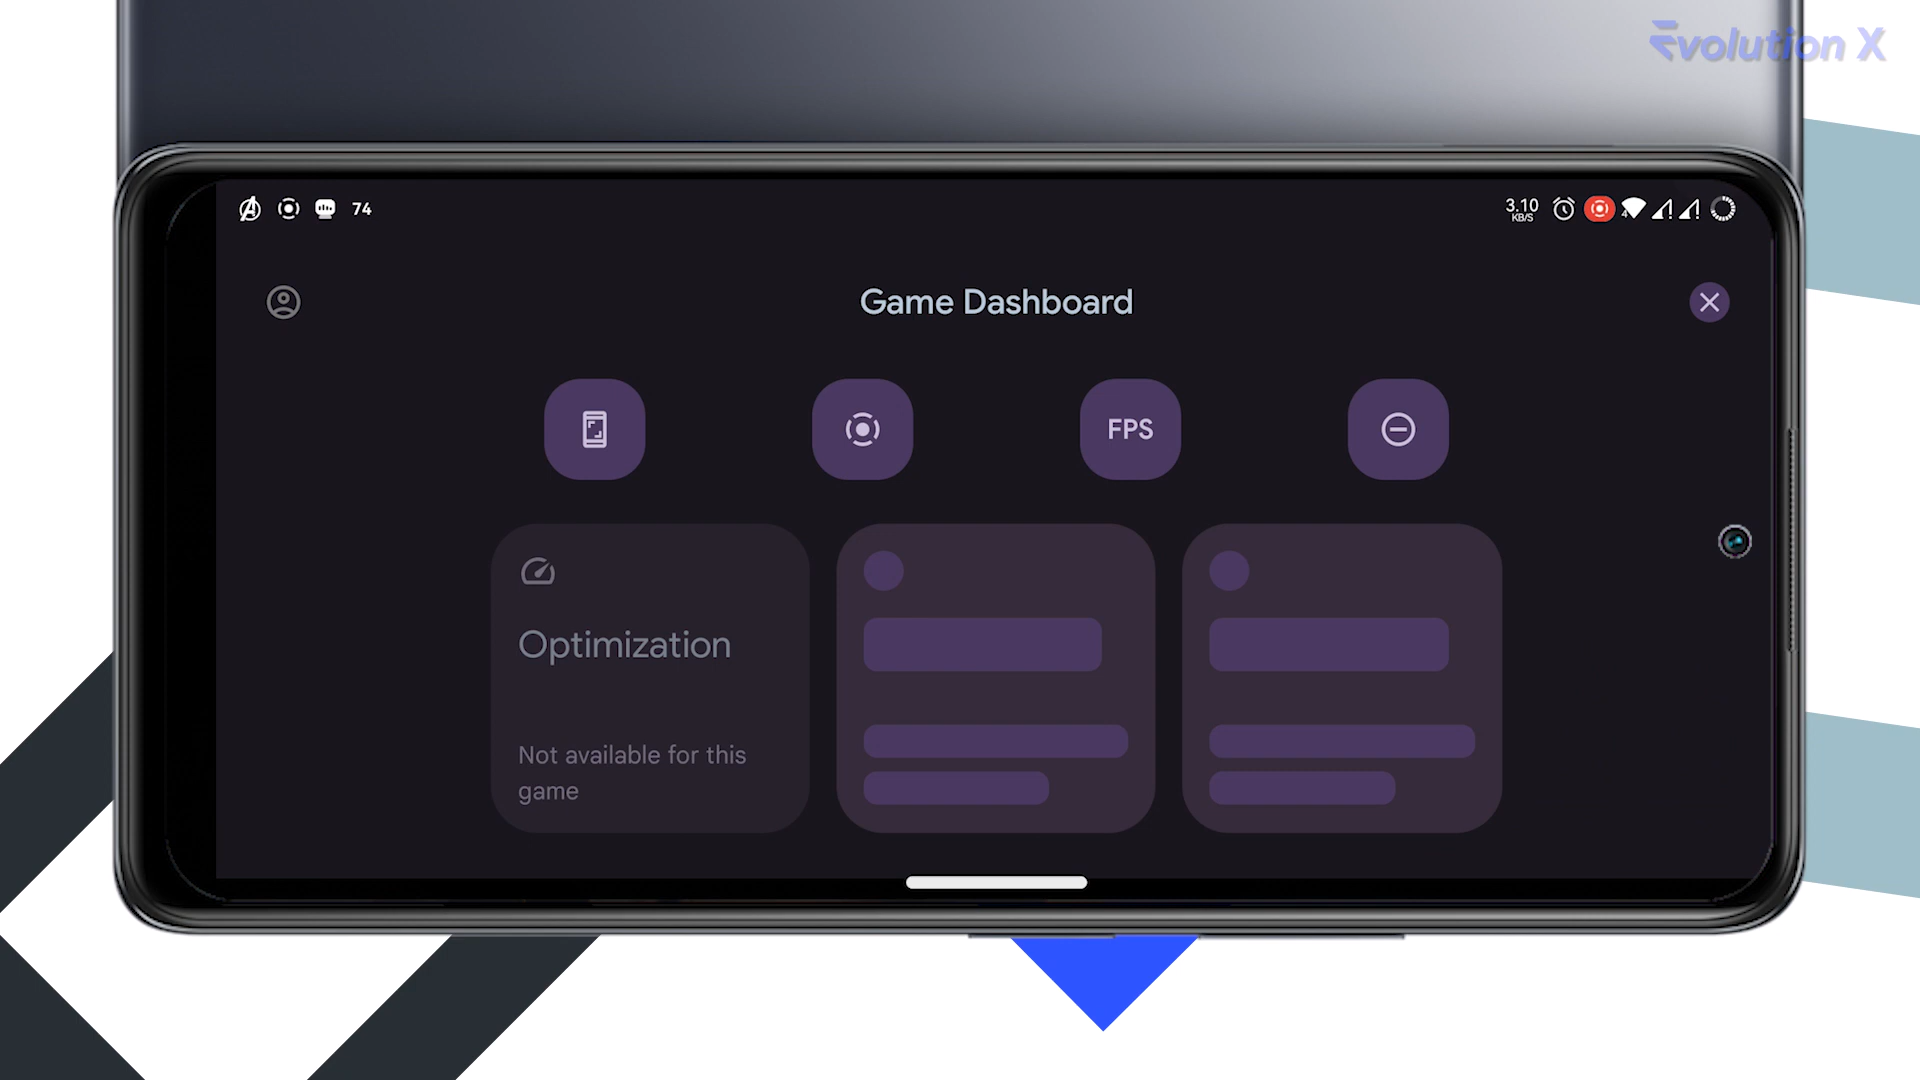 Evolution X
74
3.10
KB/S
Game Dashboard
FPS
Optimization
Not available for this
game